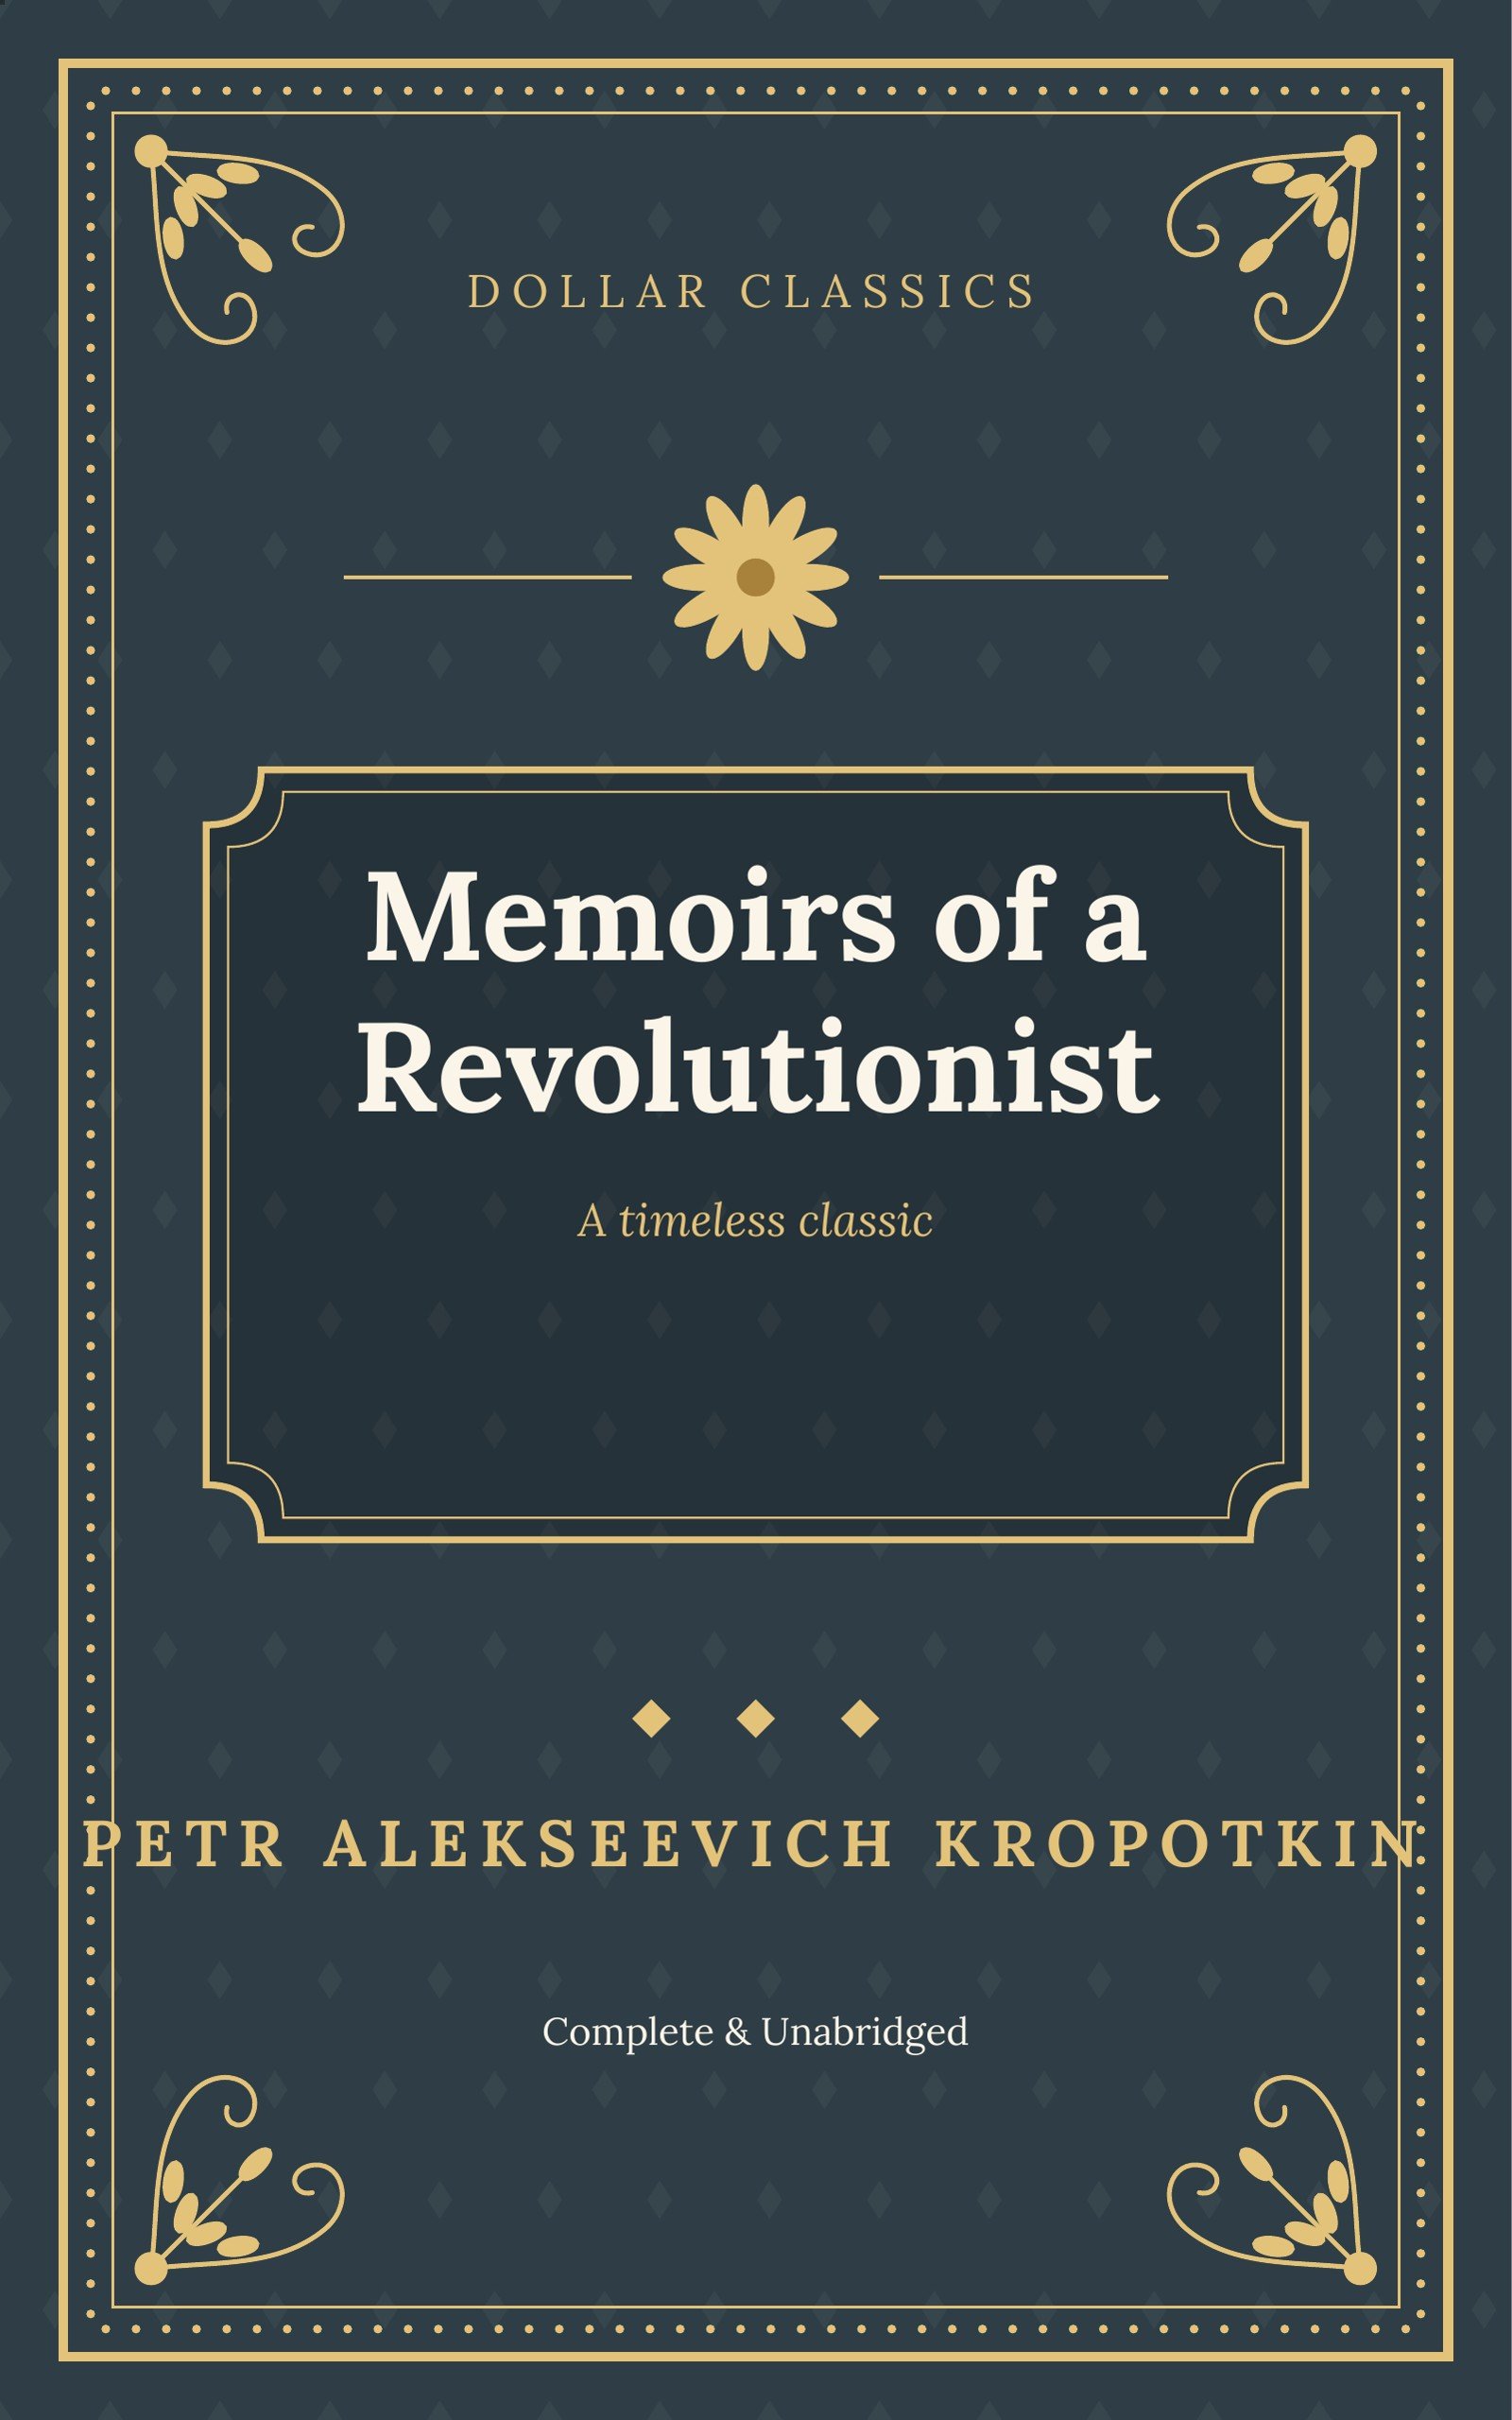 DOLLAR CLASSICS
Memoirs of a
Revolutionist
A timeless classic
PETR ALEKSEEVICH KROPOTKIN
Complete & Unabridged